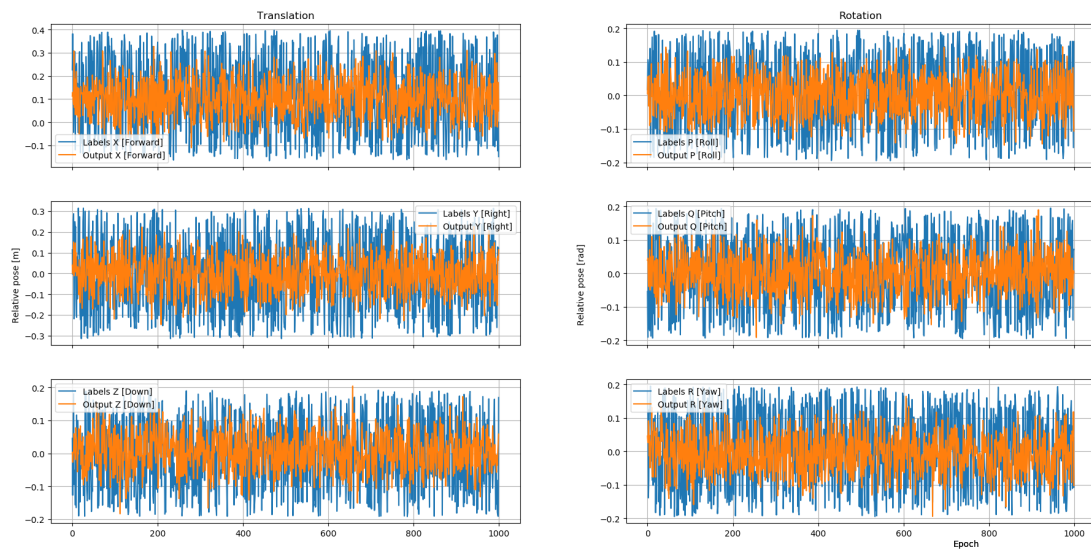 Translation
Rotation
0.4
0.3
0.2
0.1
0.0
−0.1
Labels X [Forward]
Output X [Forward]
0.2
0.1
0.0
−0.1
−0.2
Labels P [Roll]
Output P [Roll]
Relative pose [m]
0.3
0.2
0.1
0.0
−0.1
−0.2
−0.3
Labels Y [Right]
Output Y [Right]
Relative pose [rad]
0.2
0.1
0.0
−0.1
−0.2
Labels Q [Pitch]
Output Q [Pitch]
0.2
0.1
0.0
−0.1
−0.2
Labels Z [Down]
Output Z [Down]
0 200 400 600 800 1000
0.2
0.1
0.0
−0.1
−0.2
Labels R [Yaw]
Output R [Yaw]
0 200 400 600 800 1000
Epoch